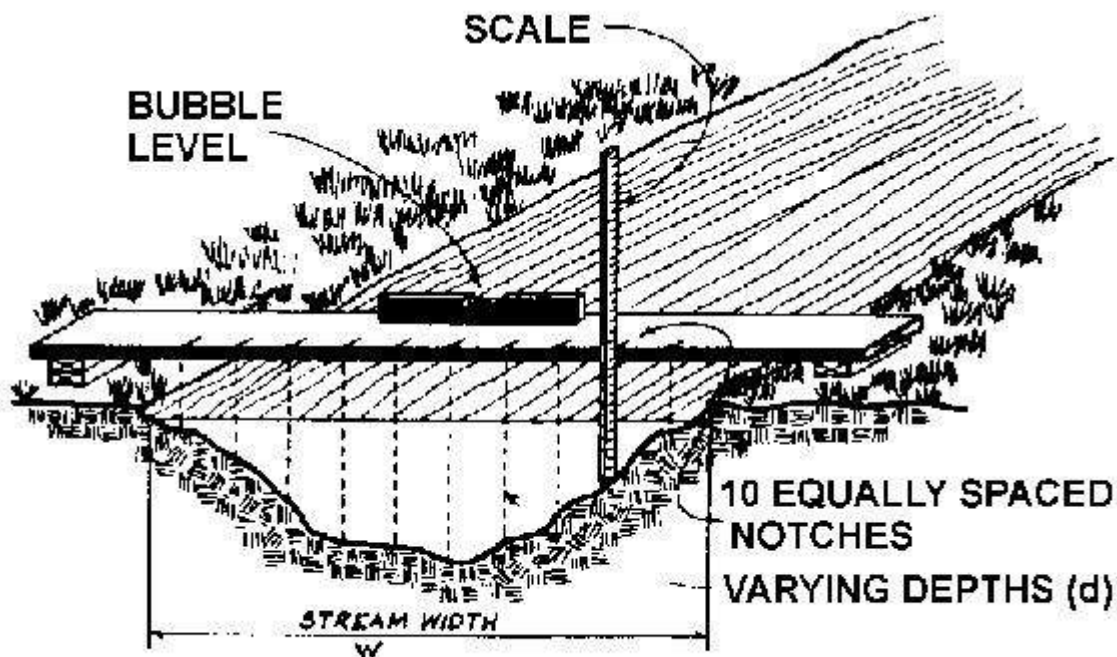 SCALE
BUBBLE
LEVEL
10 EQUALLY SPACED
NOTCHES
VARYING DEPTHS (d)
STREAM WIDTH
W